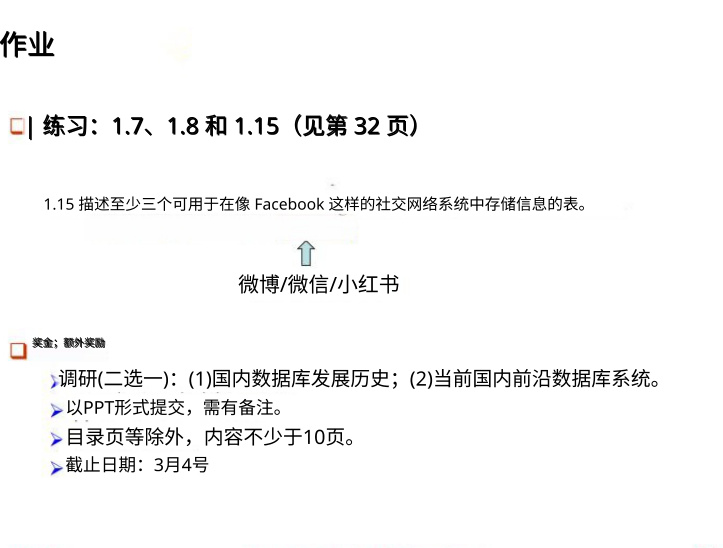 作业
练习：1.7、1.8 和 1.15（见第 32 页）
1.15 描述至少三个可用于在像 Facebook 这样的社交网络系统中存储信息的表。
微博/微信/小红书
奖金；额外奖励
调研(二选一)：(1)国内数据库发展历史；(2)当前国内前沿数据库系统。
以PPT形式提交，需有备注。
目录页等除外，内容不少于10页。
截止日期：3月4号